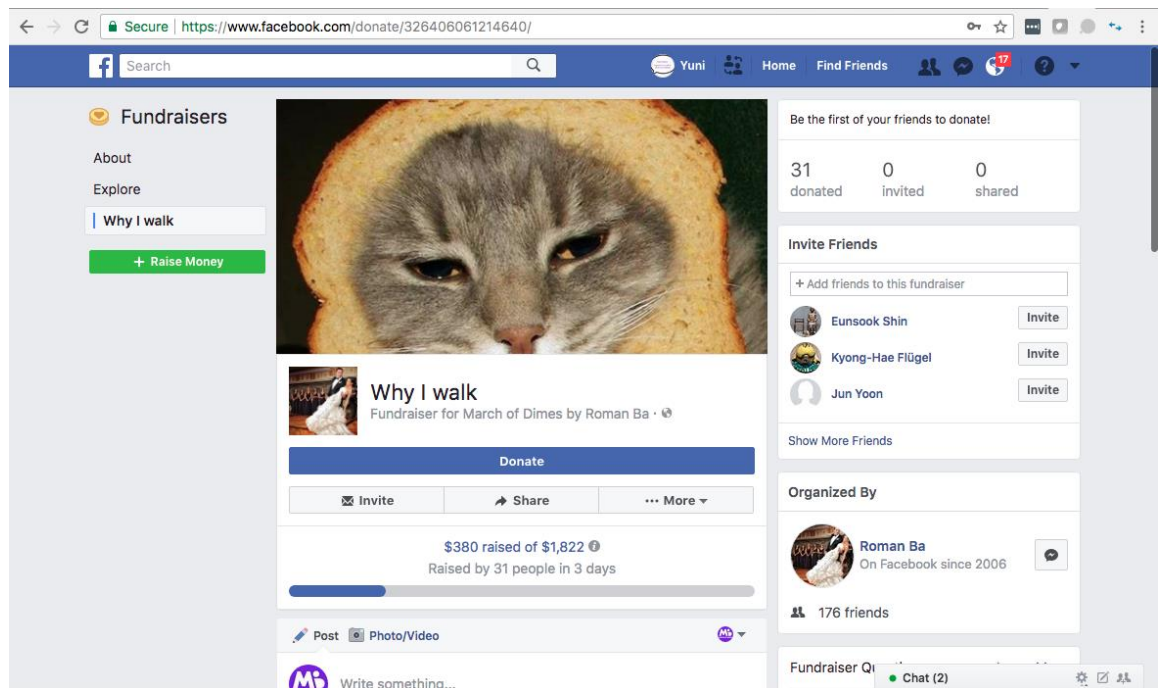 Secure | https://www.facebook.com/donate/326406061214640/
Search
Yuni
Home
Find Friends
17
Fundraisers
About
Explore
Why I walk
+ Raise Money
Why I walk
Fundraiser for March of Dimes by Roman Ba ·
Donate
Invite
Share
••• More
$380 raised of $1,822
Raised by 31 people in 3 days
Post
Photo/Video
Write something...
Be the first of your friends to donate!
31 0 0
donated invited shared
Invite Friends
+ Add friends to this fundraiser
Eunsook Shin Invite
Kyong-Hae Flügel Invite
Jun Yoon Invite
Show More Friends
Organized By
Roman Ba
On Facebook since 2006
176 friends
Fundraiser
Chat (2)